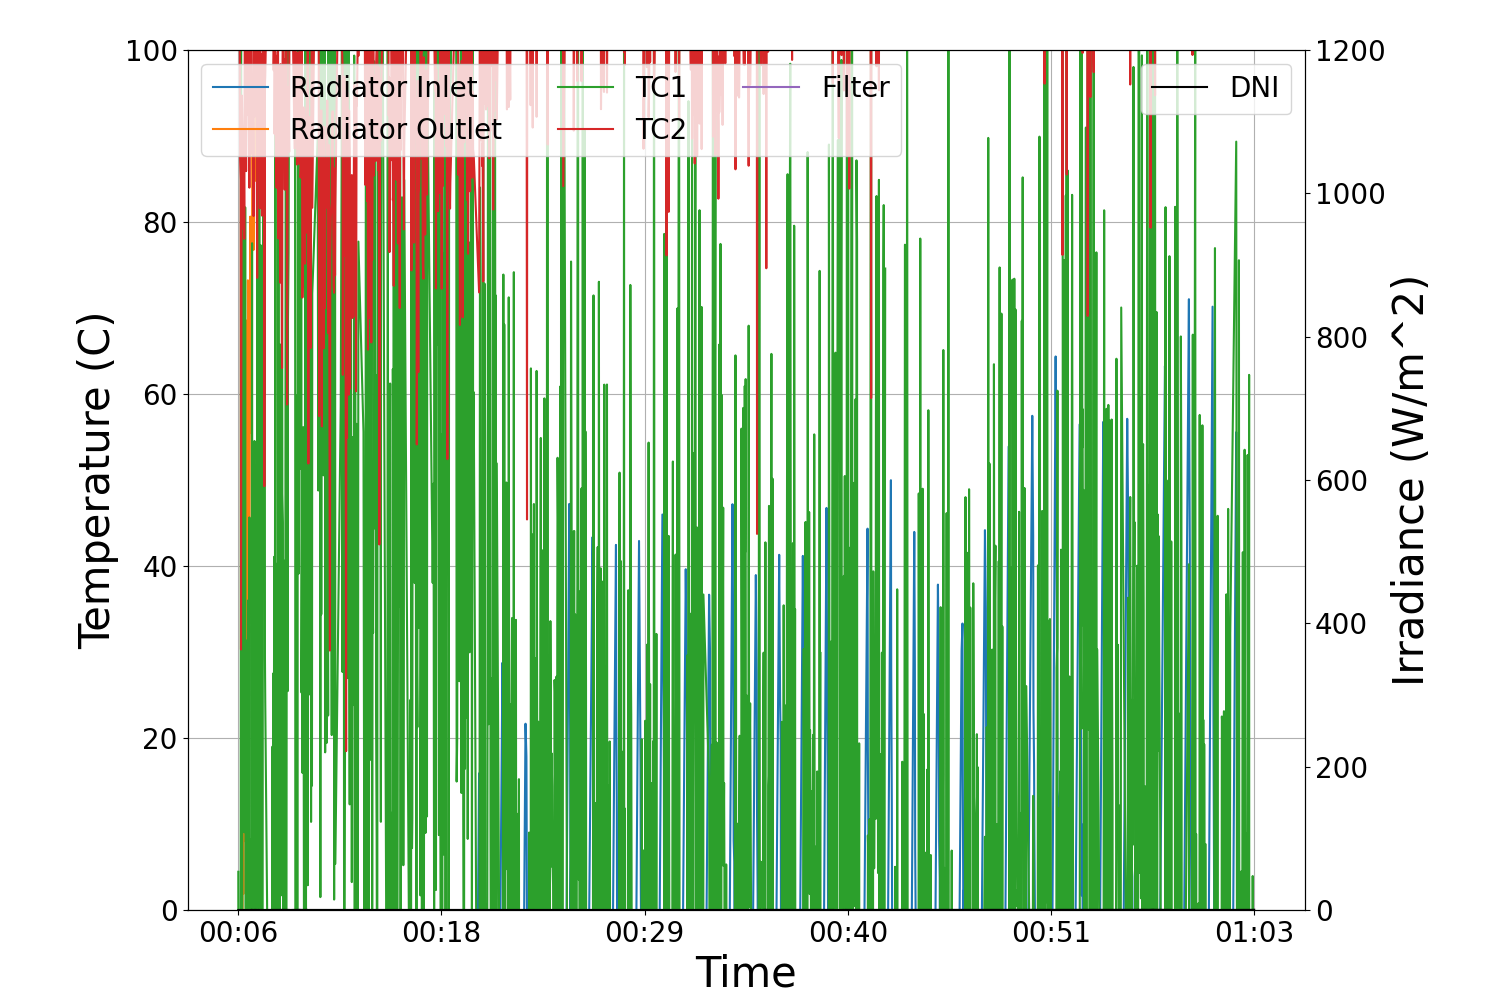 100
80
60
40
20
0
Temperature (C)
Radiator Inlet
Radiator Outlet
TC1
TC2
Filter
DNI
1200
1000
800
600
400
200
0
Irradiance (W/m^2)
00:06
00:18
00:29
00:40
00:51
01:03
Time